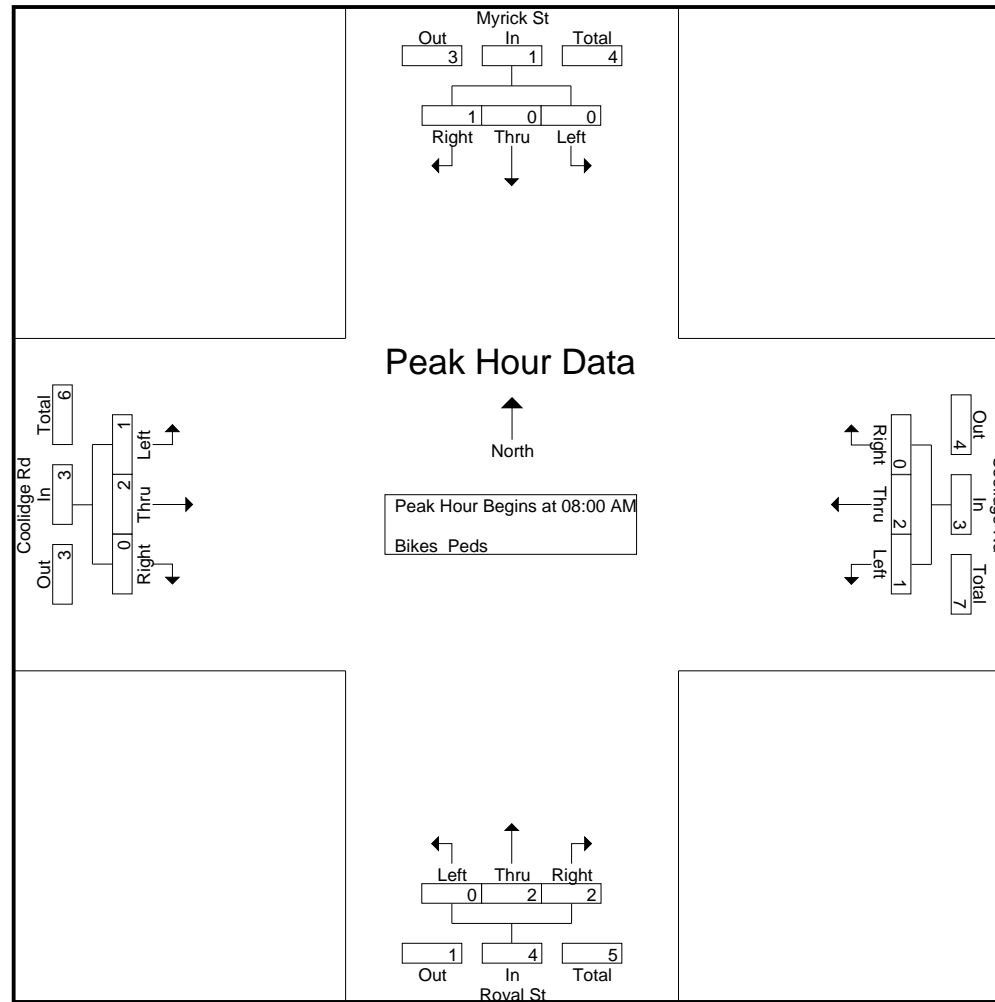 Myrick St
Out In Total
3 1 4
1 0 0
Right Thru Left
Peak Hour Data
North
Peak Hour Begins at 08:00 AM
Bikes Peds
Coolidge Rd
Total In Out
6 3 3
1 2 0
Left Thru Right
Out In Total
4 3 7
Right Thru Left
0 2 1
Left Thru Right
0 2 2
1 4 5
Out In Total
Royal St